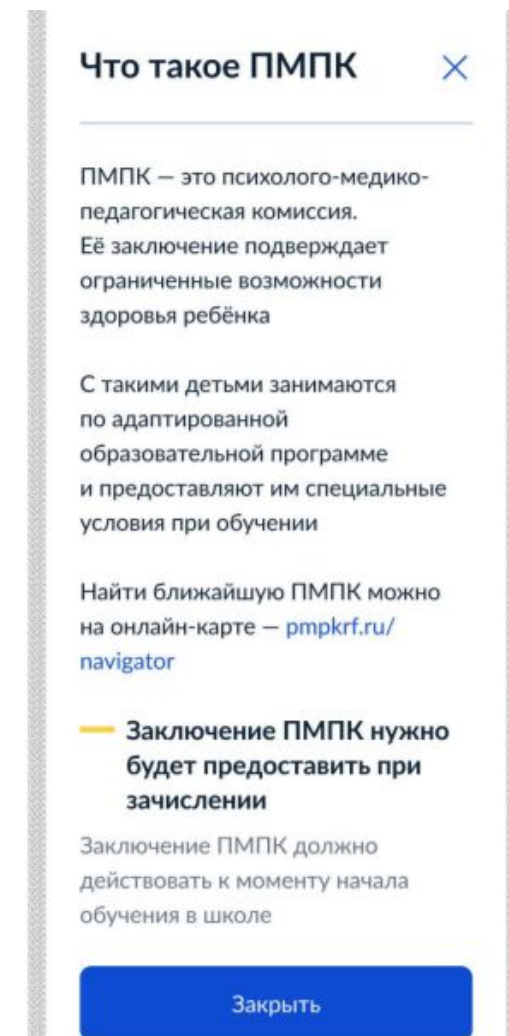 Что такое ПМПК
ПМПК — это психолого-медико-
педагогическая комиссия.
Её заключение подверждает
ограниченные возможности
здоровья ребёнка
С такими детьми занимаются
по адаптированной
образовательной программе
и предоставляют им специальные
условия при обучении
Найти ближайшую ПМПК можно
на онлайн-карте — pmpkrf.ru/
navigator
Заключение ПМПК нужно
будет предоставить при
зачислении
Заключение ПМПК должно
действовать к моменту начала
обучения в школе
Закрыть